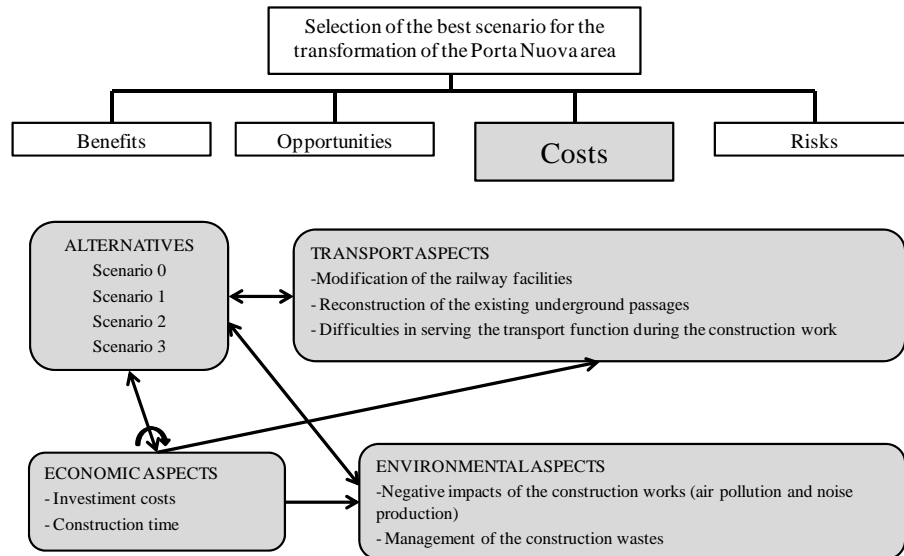 Selection of the best scenario for the
transformation of the Porta Nuova area
Benefits
Opportunities
Costs
Risks
ALTERNATIVES
Scenario 0
Scenario 1
Scenario 2
Scenario 3
TRANSPORT ASPECTS
-Modification of the railway facilities
- Reconstruction of the existing underground passages
- Difficulties in serving the transport function during the construction work
ECONOMIC ASPECTS
- Investiment costs
- Construction time
ENVIRONMENTAL ASPECTS
-Negative impacts of the construction works (air pollution and noise
production)
- Management of the construction wastes